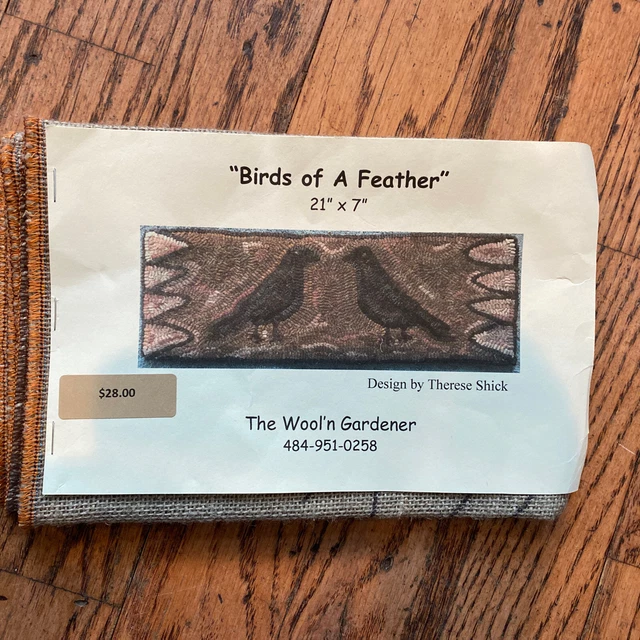 “Birds of A Feather”
21" x 7"
Design by Therese Shick
$28.00
The Wool'n Gardener
484-951-0258